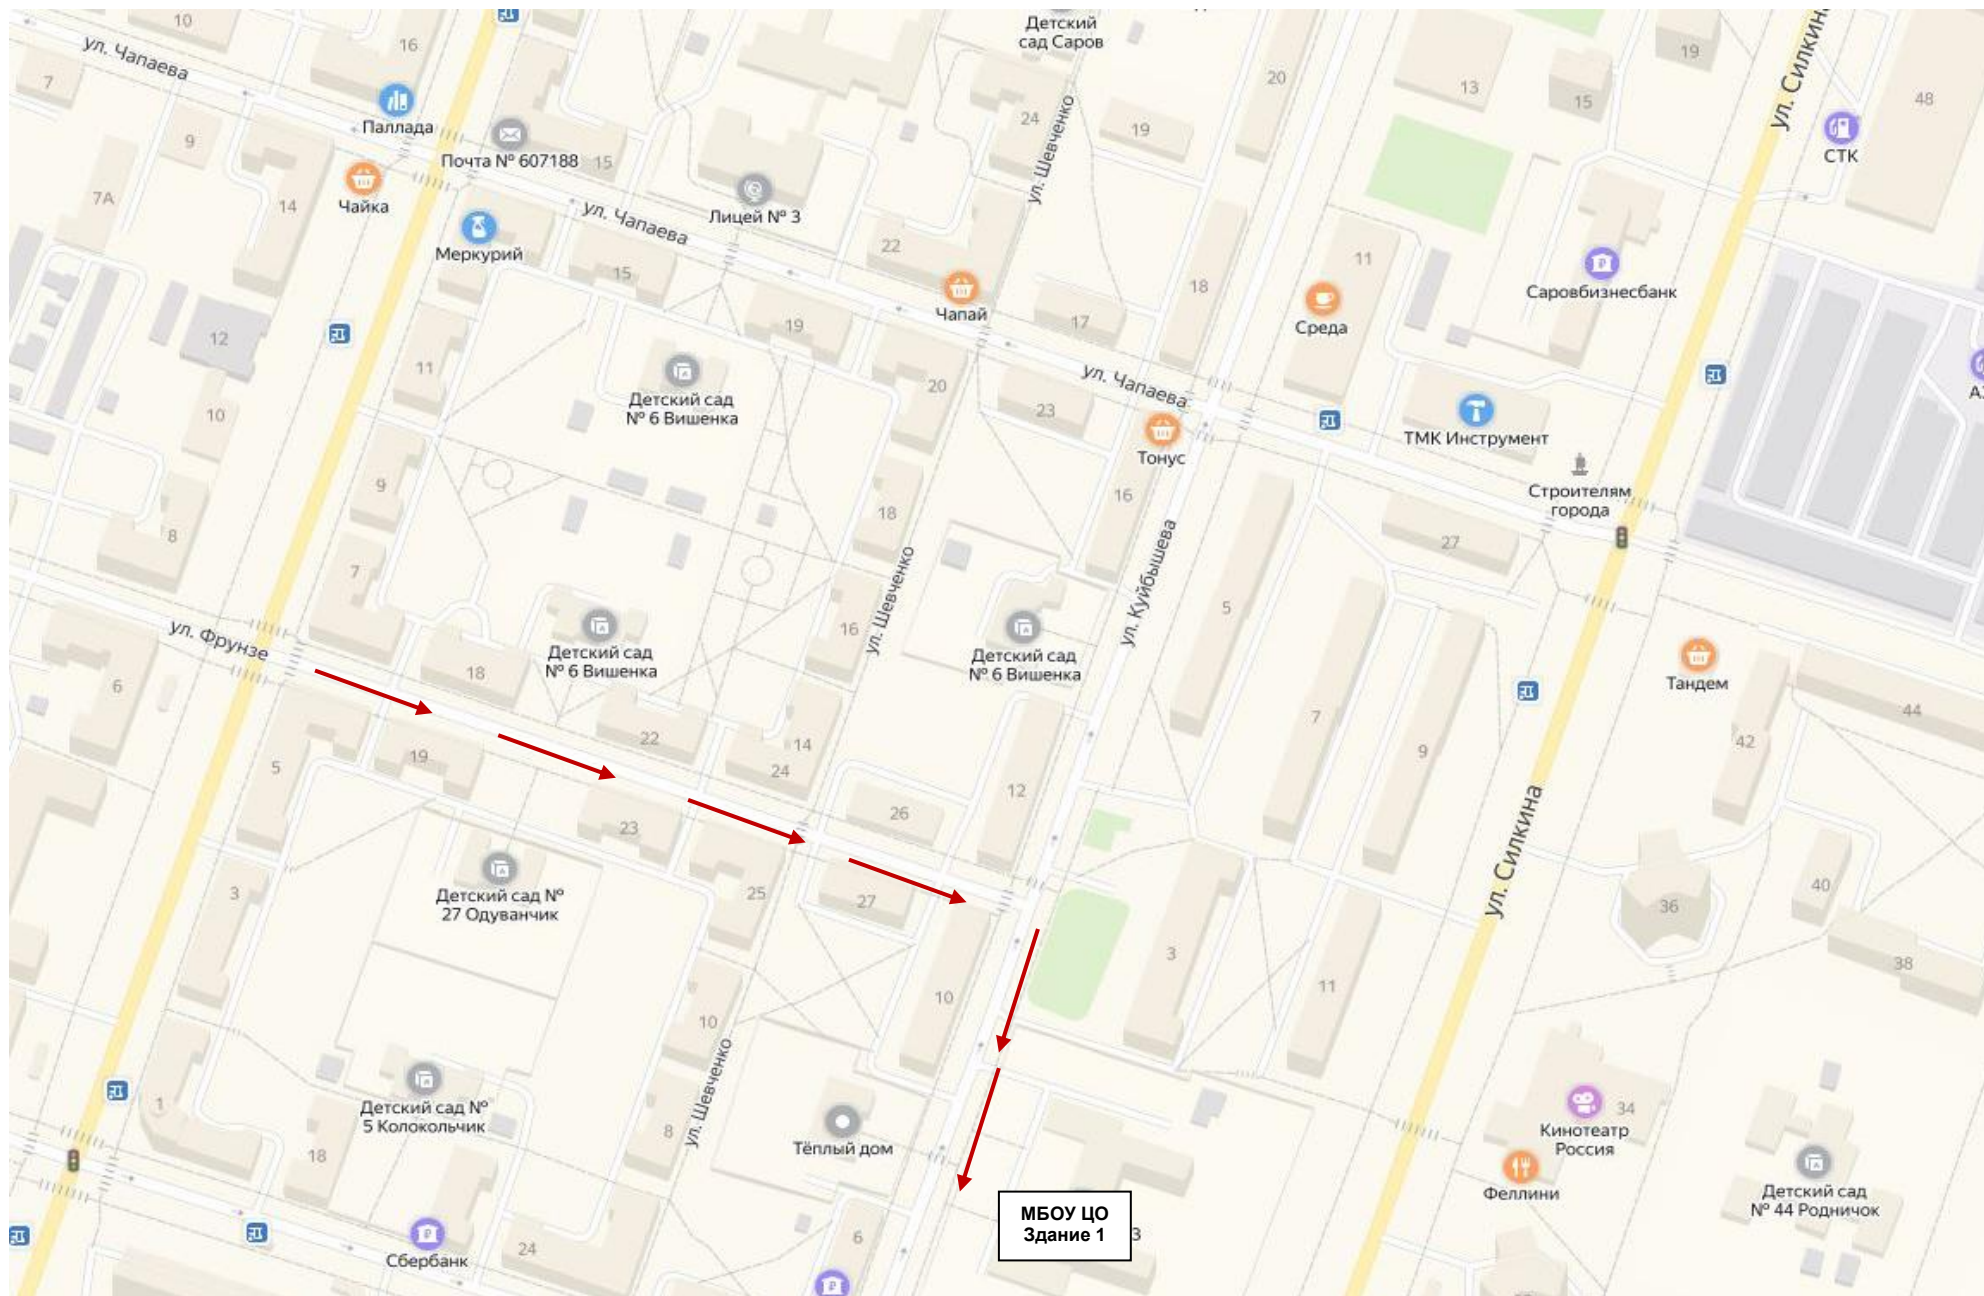 10
16
ул. Чапаева
7
Паллада
9
Почта № 607188
15
7А
14
Чайка
Меркурий
ул. Чапаева
Лицей № 3
15
22
Чапай
19
17
Детский
сад Саров
24
ул. Шевченко
19
20
13
15
19
ул. Силкина
48
СТК
18
11
Среда
Саровбизнесбанк
12
11
10
Детский сад
№ 6 Вишенка
20
23
ул. Чапаева
Тонус
ТМК Инструмент
Строителям
города
27
9
8
18
16
7
5
ул. Куйбышева
ул. Шевченко
16
Детский сад
№ 6 Вишенка
Детский сад
№ 6 Вишенка
ул. Фрунзе
6
18
22
14
24
Тандем
44
42
7
9
5
19
23
26
12
ул. Силкина
Детский сад №
27 Одуванчик
25
27
3
40
36
38
3
10
10
11
ул. Шевченко
1
Детский сад №
5 Колокольчик
8
18
Тёплый дом
Кинотеатр
Россия
34
Феллини
Детский сад
№ 44 Родничок
МБОУ ЦО
Здание 1
3
6
24
Сбербанк